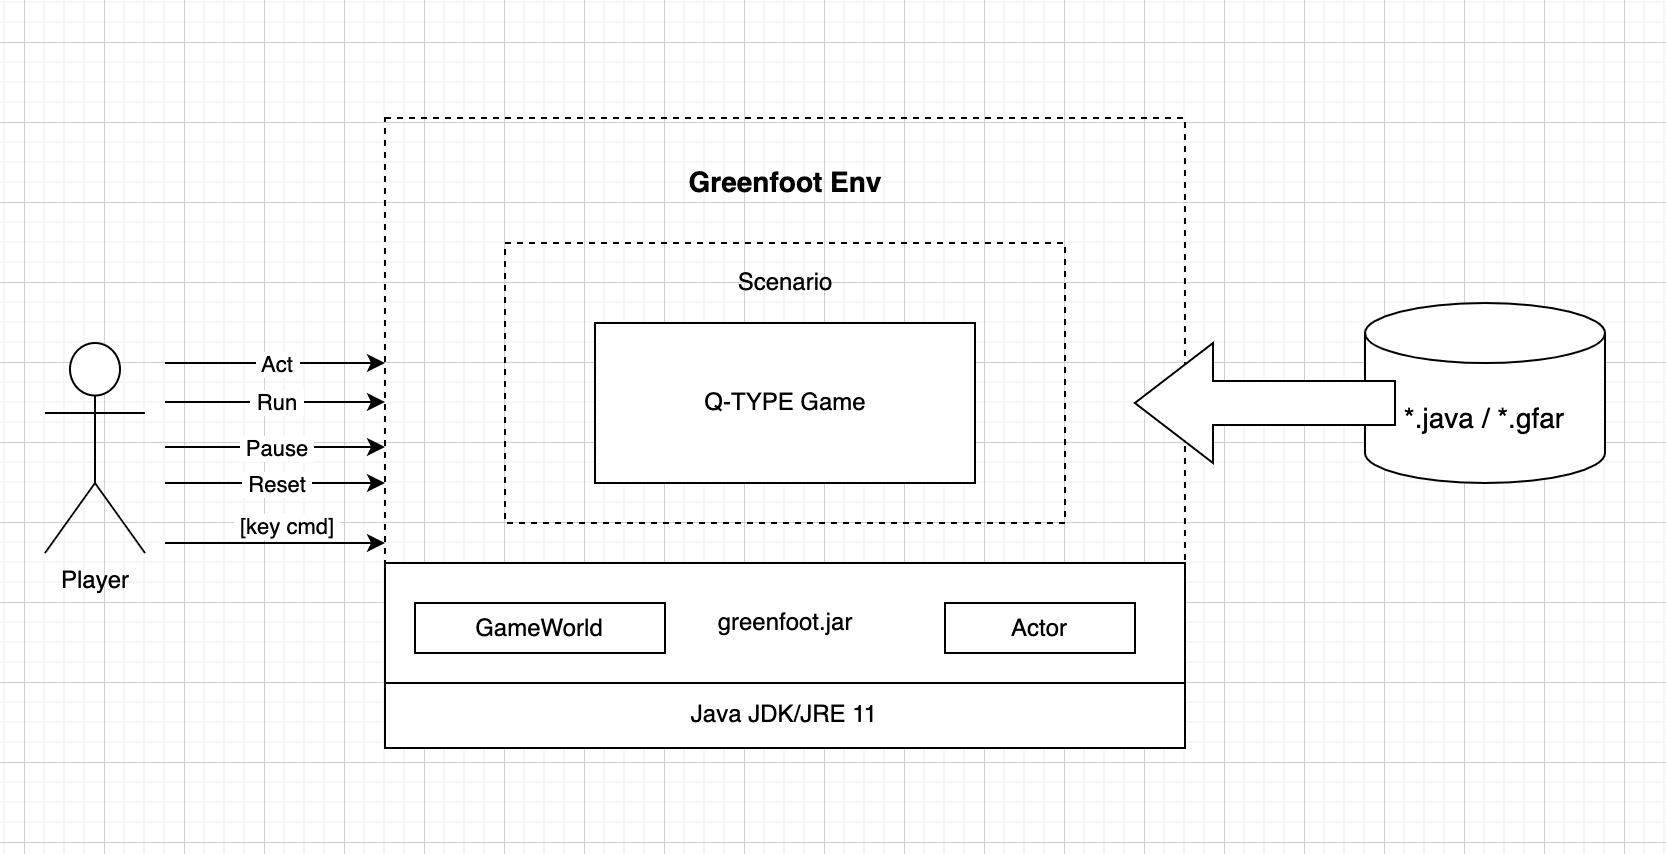 Greenfoot Env
Scenario
Q-TYPE Game
Act
Run
Pause
Reset
[key cmd]
Player
*.java / *.gfar
GameWorld
greenfoot.jar
Actor
Java JDK/JRE 11